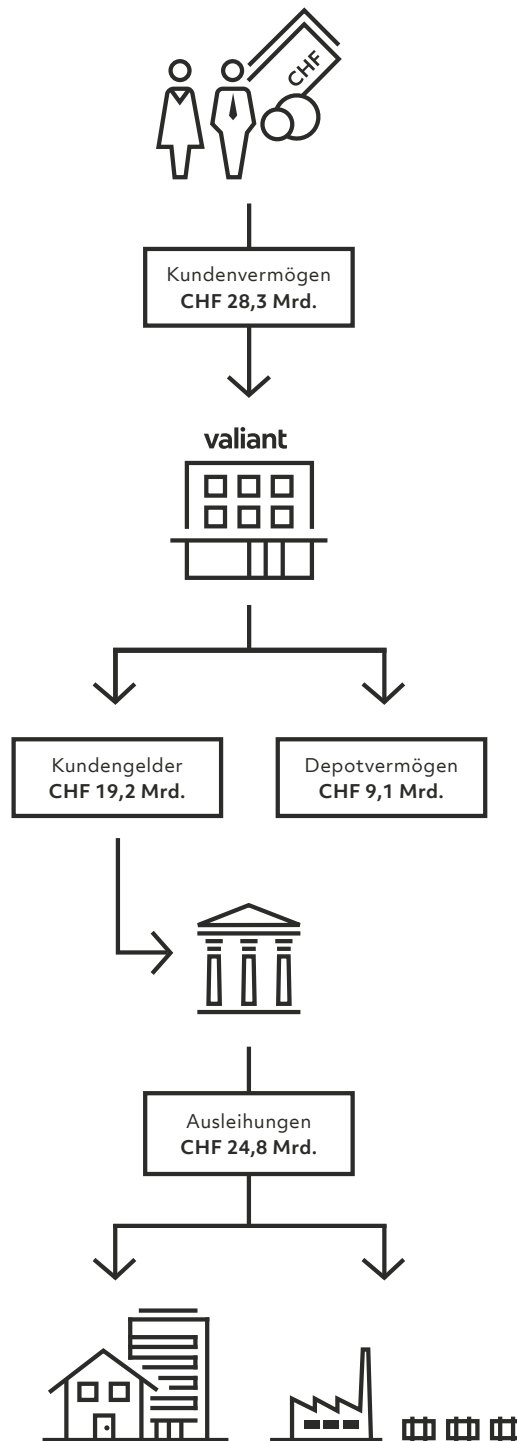 CHF
Kundenvermögen
CHF 28,3 Mrd.
valiant
Kundengelder
CHF 19,2 Mrd.
Depotvermögen
CHF 9,1 Mrd.
Ausleihungen
CHF 24,8 Mrd.